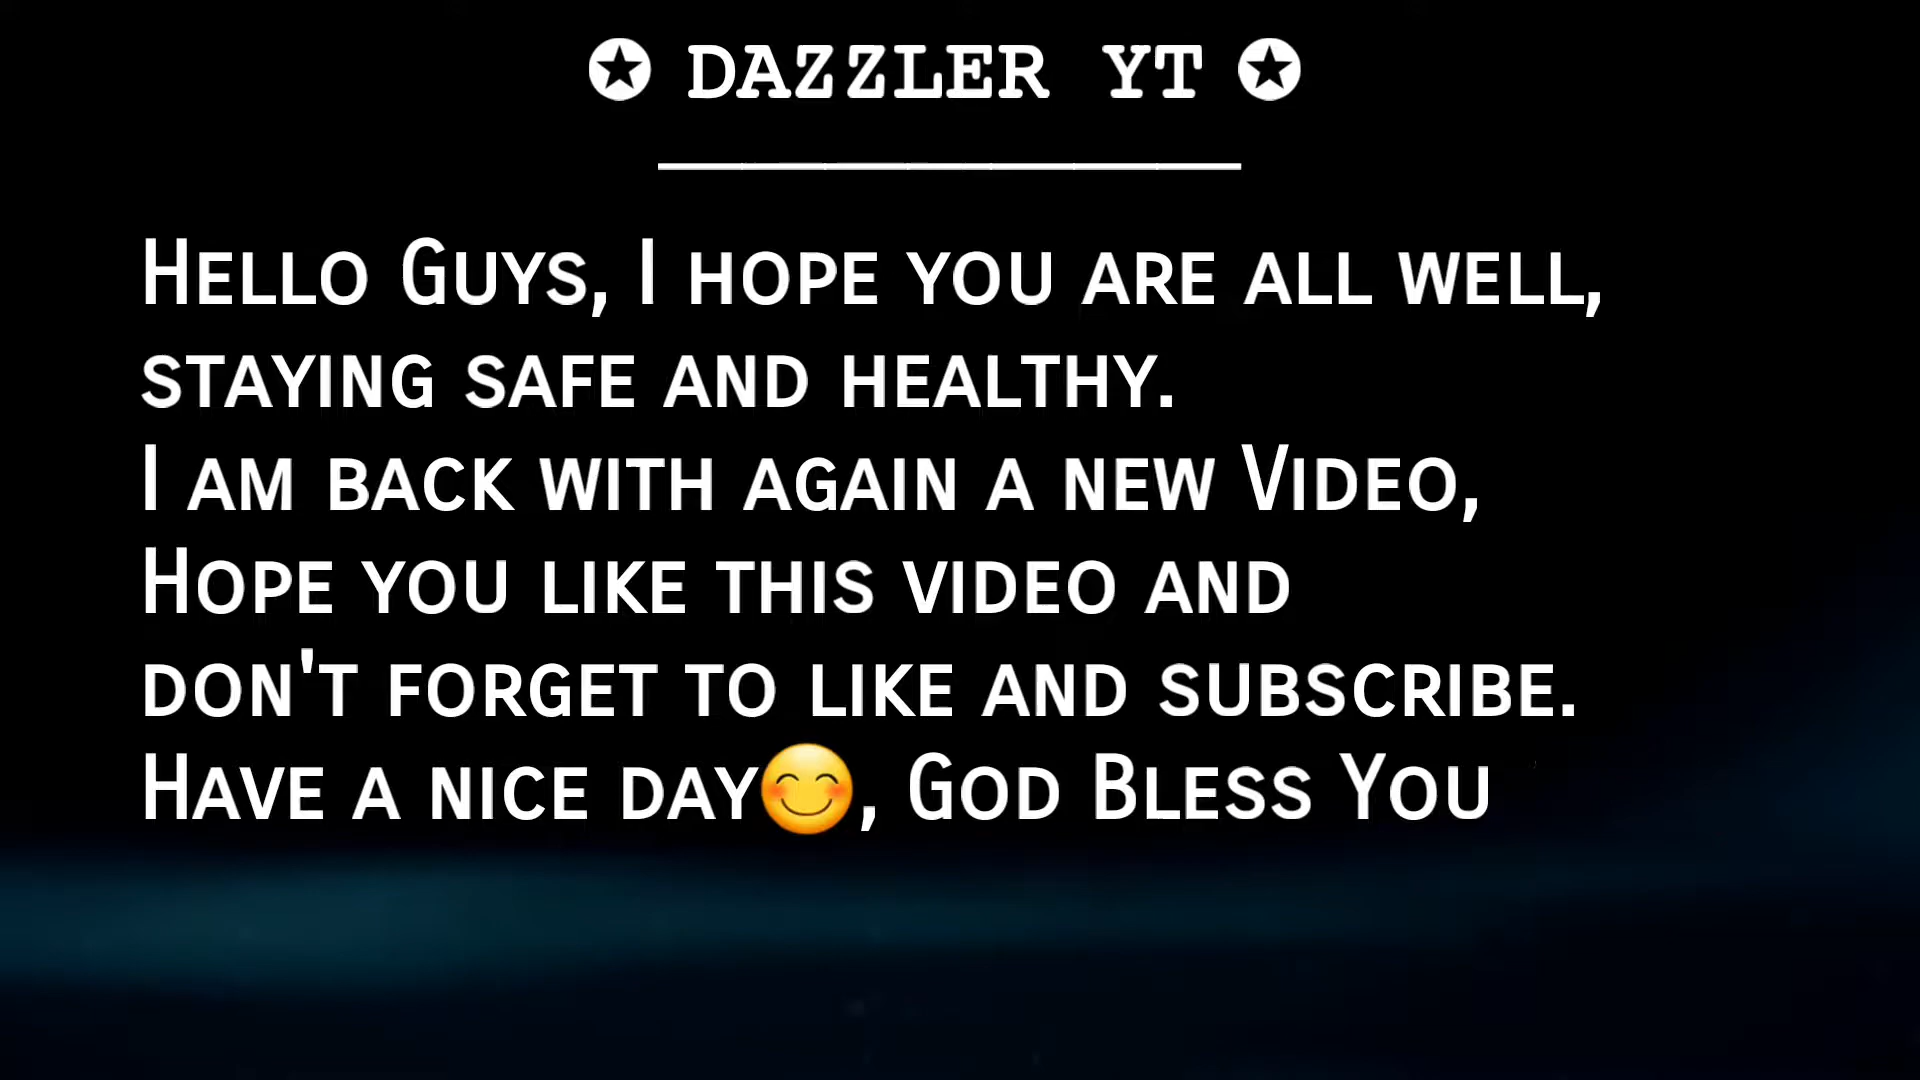 ✪ DAZZLER YT ✪
Hello Guys, I hope you are all well,
staying safe and healthy.
I am back with again a new Video,
Hope you like this video and
don't forget to like and subscribe.
Have a nice day😊, God Bless You